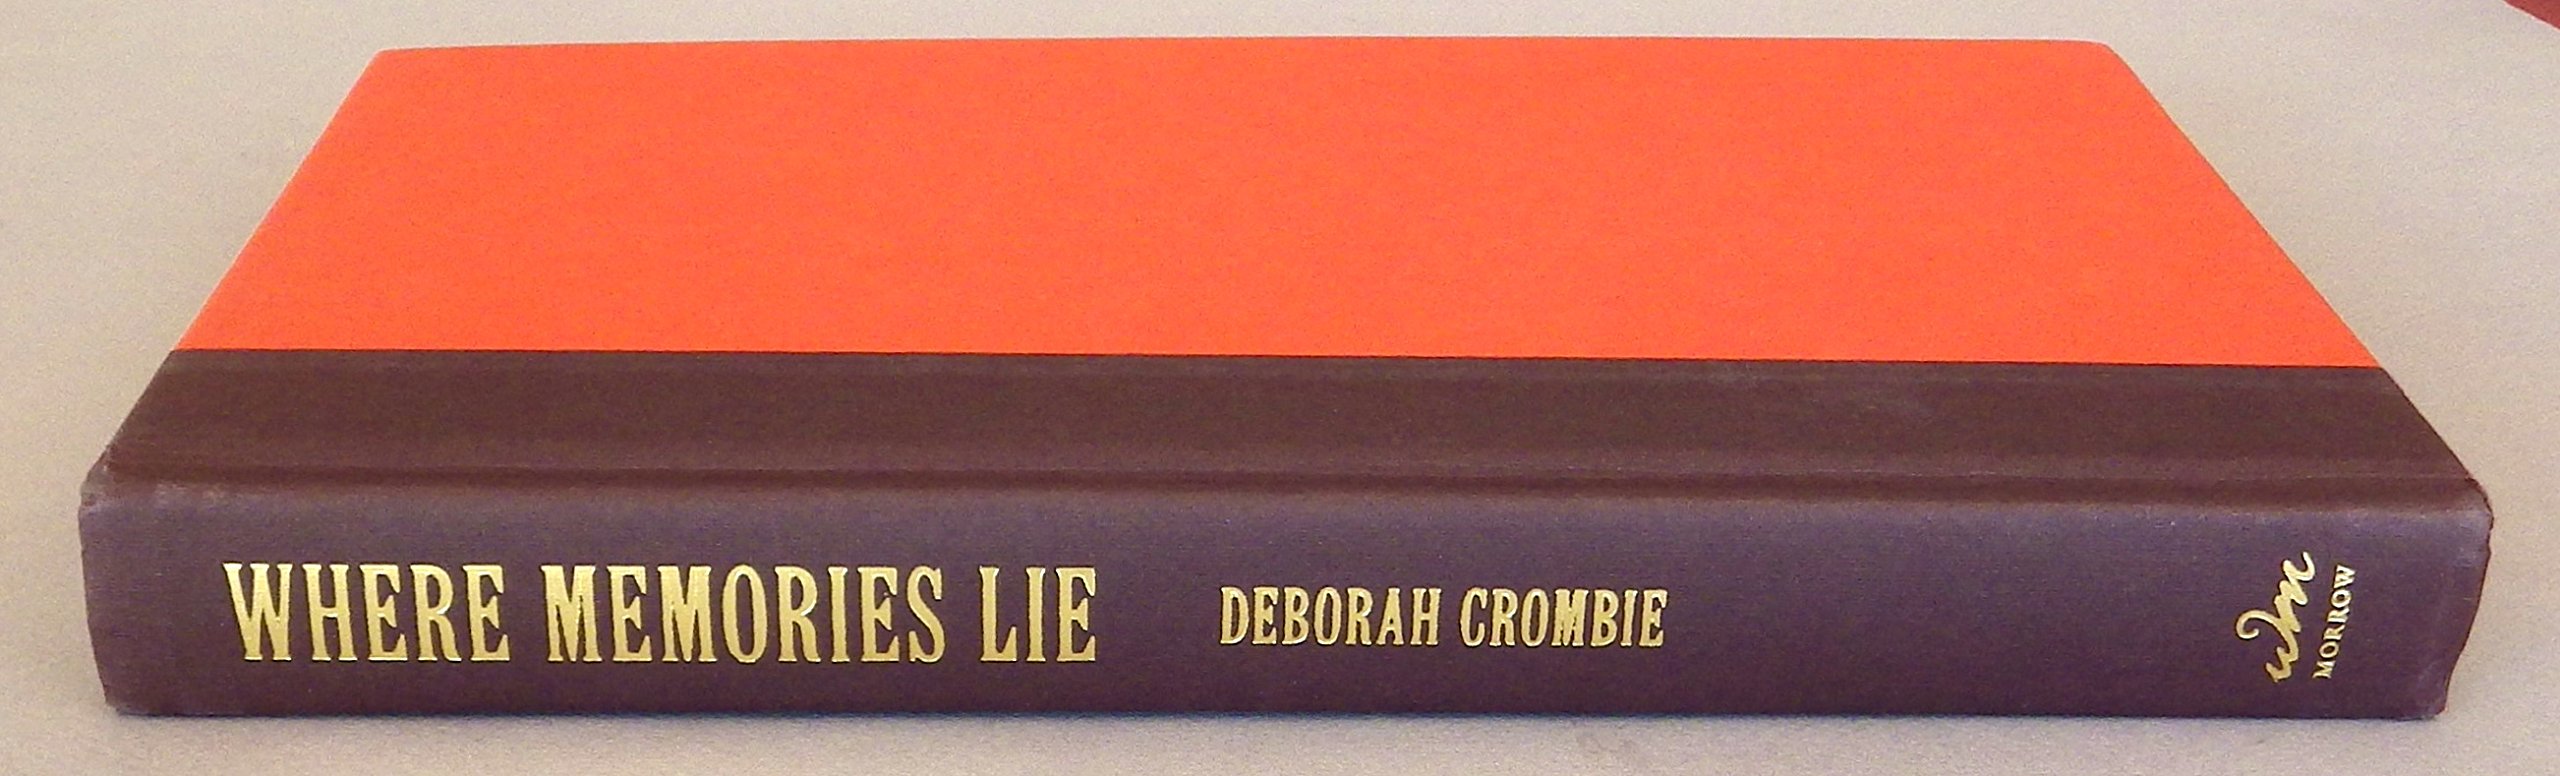 WHERE MEMORIES LIE
DEBORAH CROMBIE
wm
MORROW